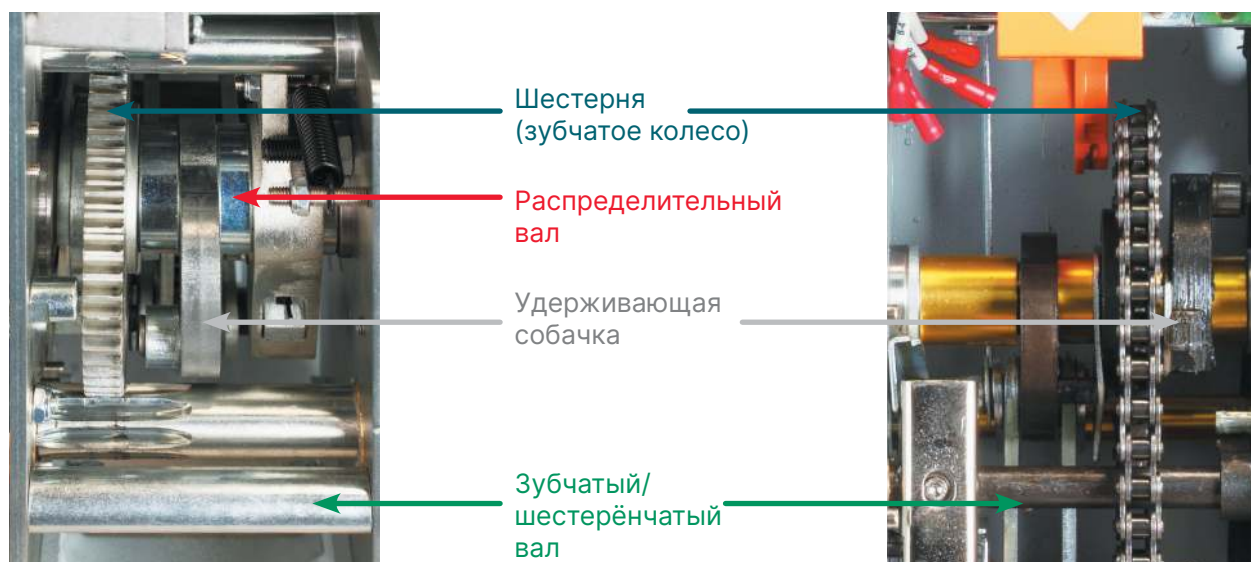 Шестерня
(зубчатое колесо)
Распределительный
вал
Удерживающая
собачка
Зубчатый/
шестерёнчатый
вал